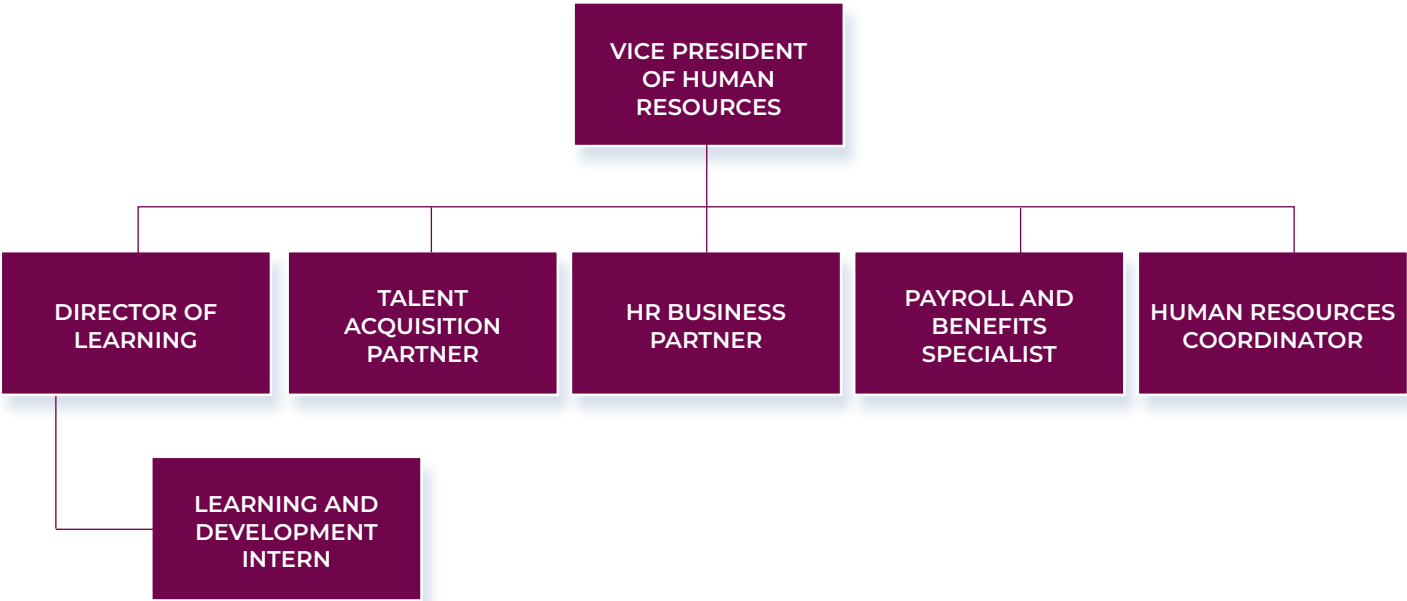 VICE PRESIDENT
OF HUMAN
RESOURCES
DIRECTOR OF
LEARNING
TALENT
ACQUISITION
PARTNER
HR BUSINESS
PARTNER
PAYROLL AND
BENEFITS
SPECIALIST
HUMAN RESOURCES
COORDINATOR
LEARNING AND
DEVELOPMENT
INTERN